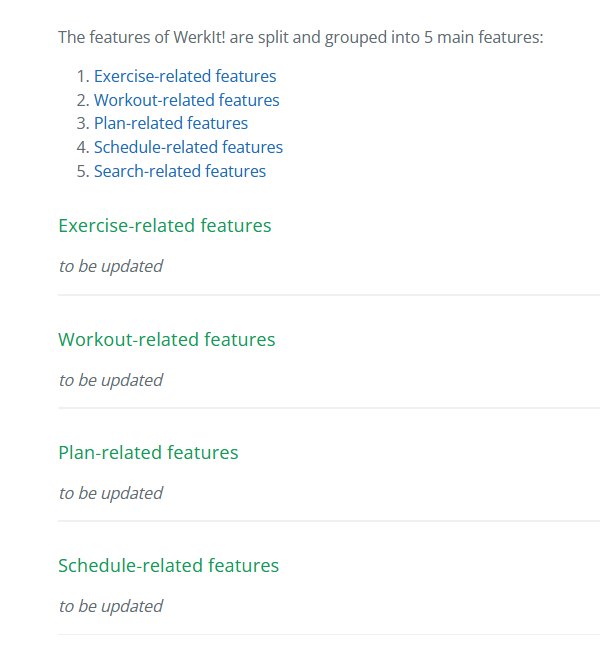 The features of WerkIt! are split and grouped into 5 main features:
1. Exercise-related features
2. Workout-related features
3. Plan-related features
4. Schedule-related features
5. Search-related features
Exercise-related features
to be updated
Workout-related features
to be updated
Plan-related features
to be updated
Schedule-related features
to be updated